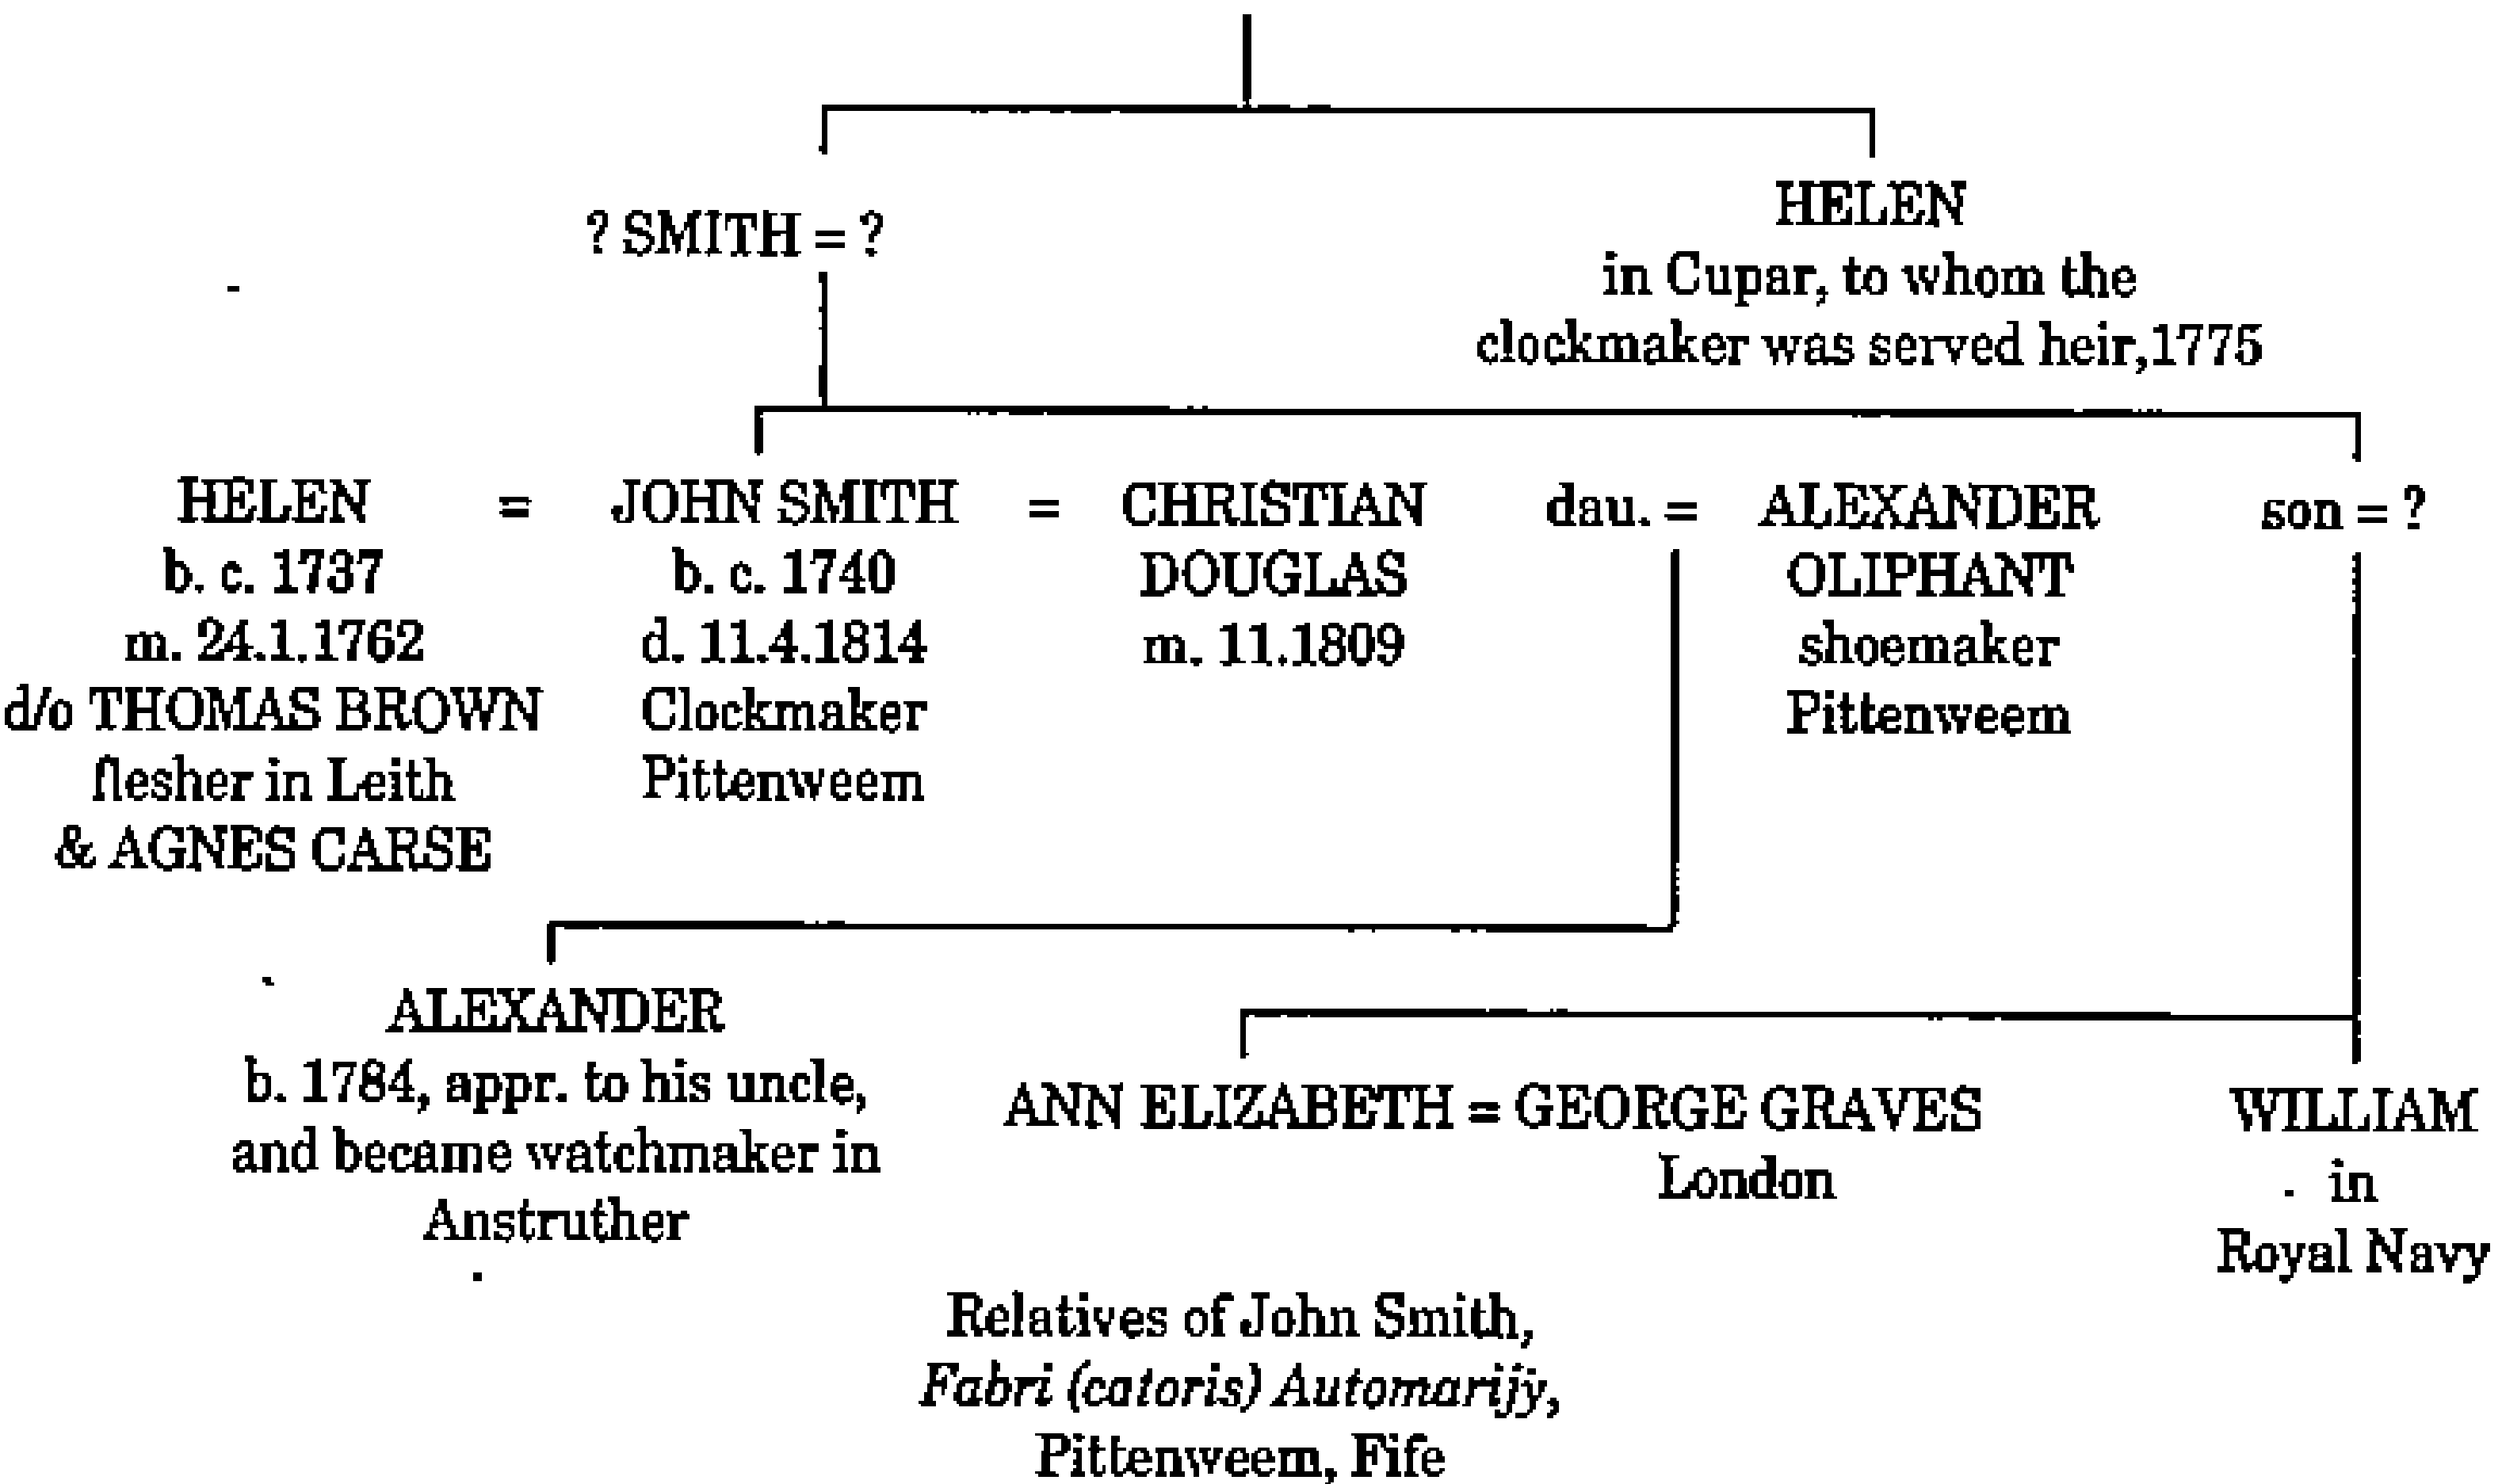 ? SMITH = ?
HELEN
in Cupar, to whom the
clockmaker was served heir,1775
HELEN
b. c. 1737
m. 24.1.1762
d/o THOMAS BROWN
flesher in Leith
& AGNES CARSE
=
JOHN SMITH
b. c. 1740
d. 11.4.1814
Clockmaker
Pittenweem
=
CHRISTIAN
DOUGLAS
m. 11.1809
dau. =
ALEXANDER
OLIPHANT
shoemaker
Pittenweem
son = ?
ALEXANDER
b. 1784, appr. to his uncle,
and became watchmaker in
Anstruther
ANN ELIZABETH = GEORGE GRAVES
London
WILLIAM
in
Royal Navy
Relatives of John Smith,
Fabri (catoris) Automarijy,
Pittenweem, Fife